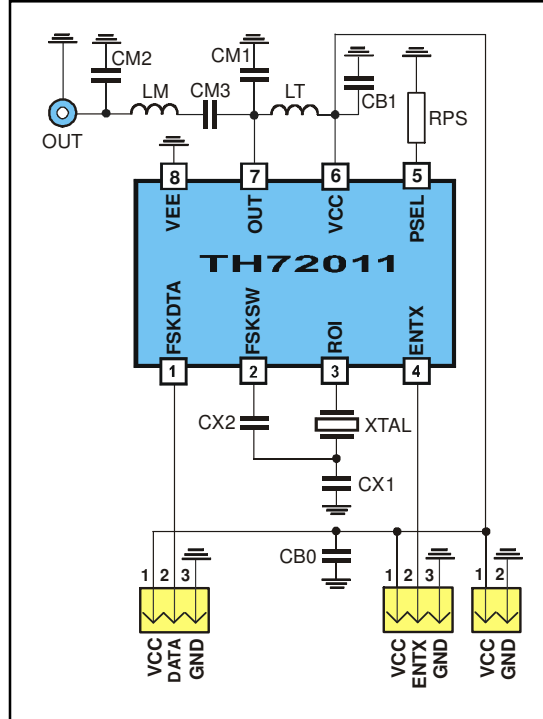 CM2
CM1
LM
CM3
LT
CB1
RPS
OUT
8
7
6
5
VEE
OUT
VCC
PSEL
TH72011
FSKDTA
FSKSW
ROI
ENTX
1
2
3
4
CX2
XTAL
CX1
CB0
1 2 3
1 2 3
1 2
VCC
DATA
GND
VCC
ENTX
GND
VCC
GND